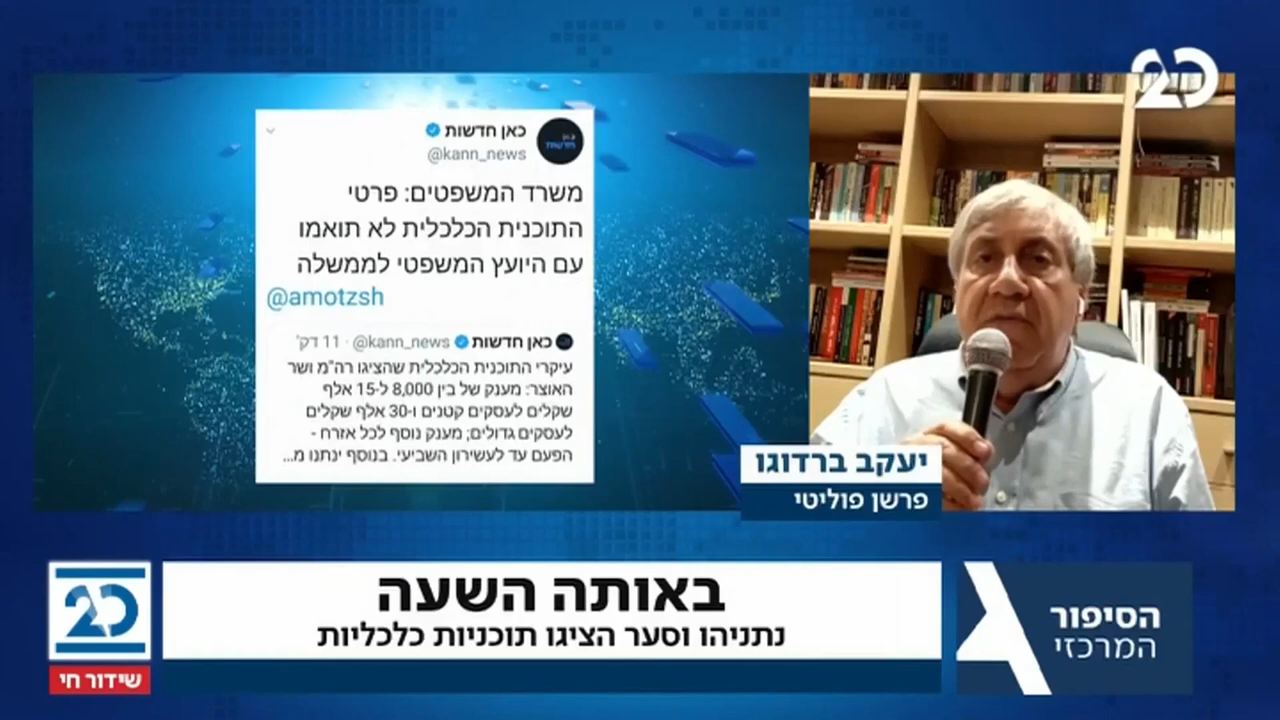 20
כאן חדשות
@kann_news
משרד המשפטים: פרטי
התוכנית הכלכלית לא תואמו
עם היועץ המשפטי לממשלה
@amotzsh
כאן חדשות @kann_news · 11 דק'
עיקרי התוכנית הכלכלית שהציגו רה"מ ושר
האוצר: מענק של בין 8,000 ל-15 אלף
שקלים לעסקים קטנים ו-30 אלף שקלים
לעסקים גדולים; מענק נוסף לכל אזרח -
הפעם עד לעשירון השביעי. בנוסף ינתנו מ...
יעקב ברדוגו
פרשן פוליטי
באותה השעה
נתניהו וסער הציגו תוכניות כלכליות
הסיפור
המרכזי
20
שידור חי